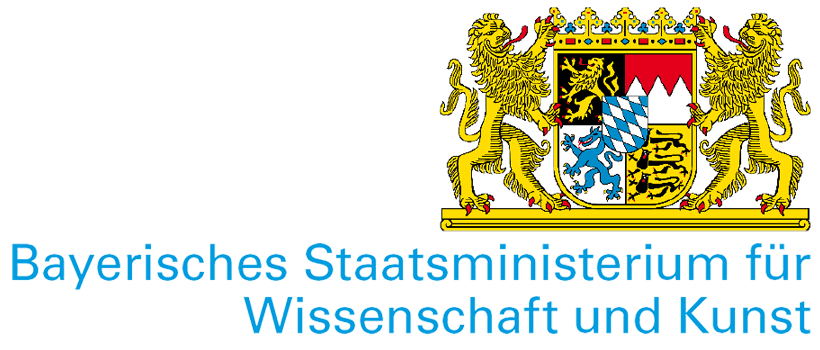 Bayerisches Staatsministerium für
Wissenschaft und Kunst